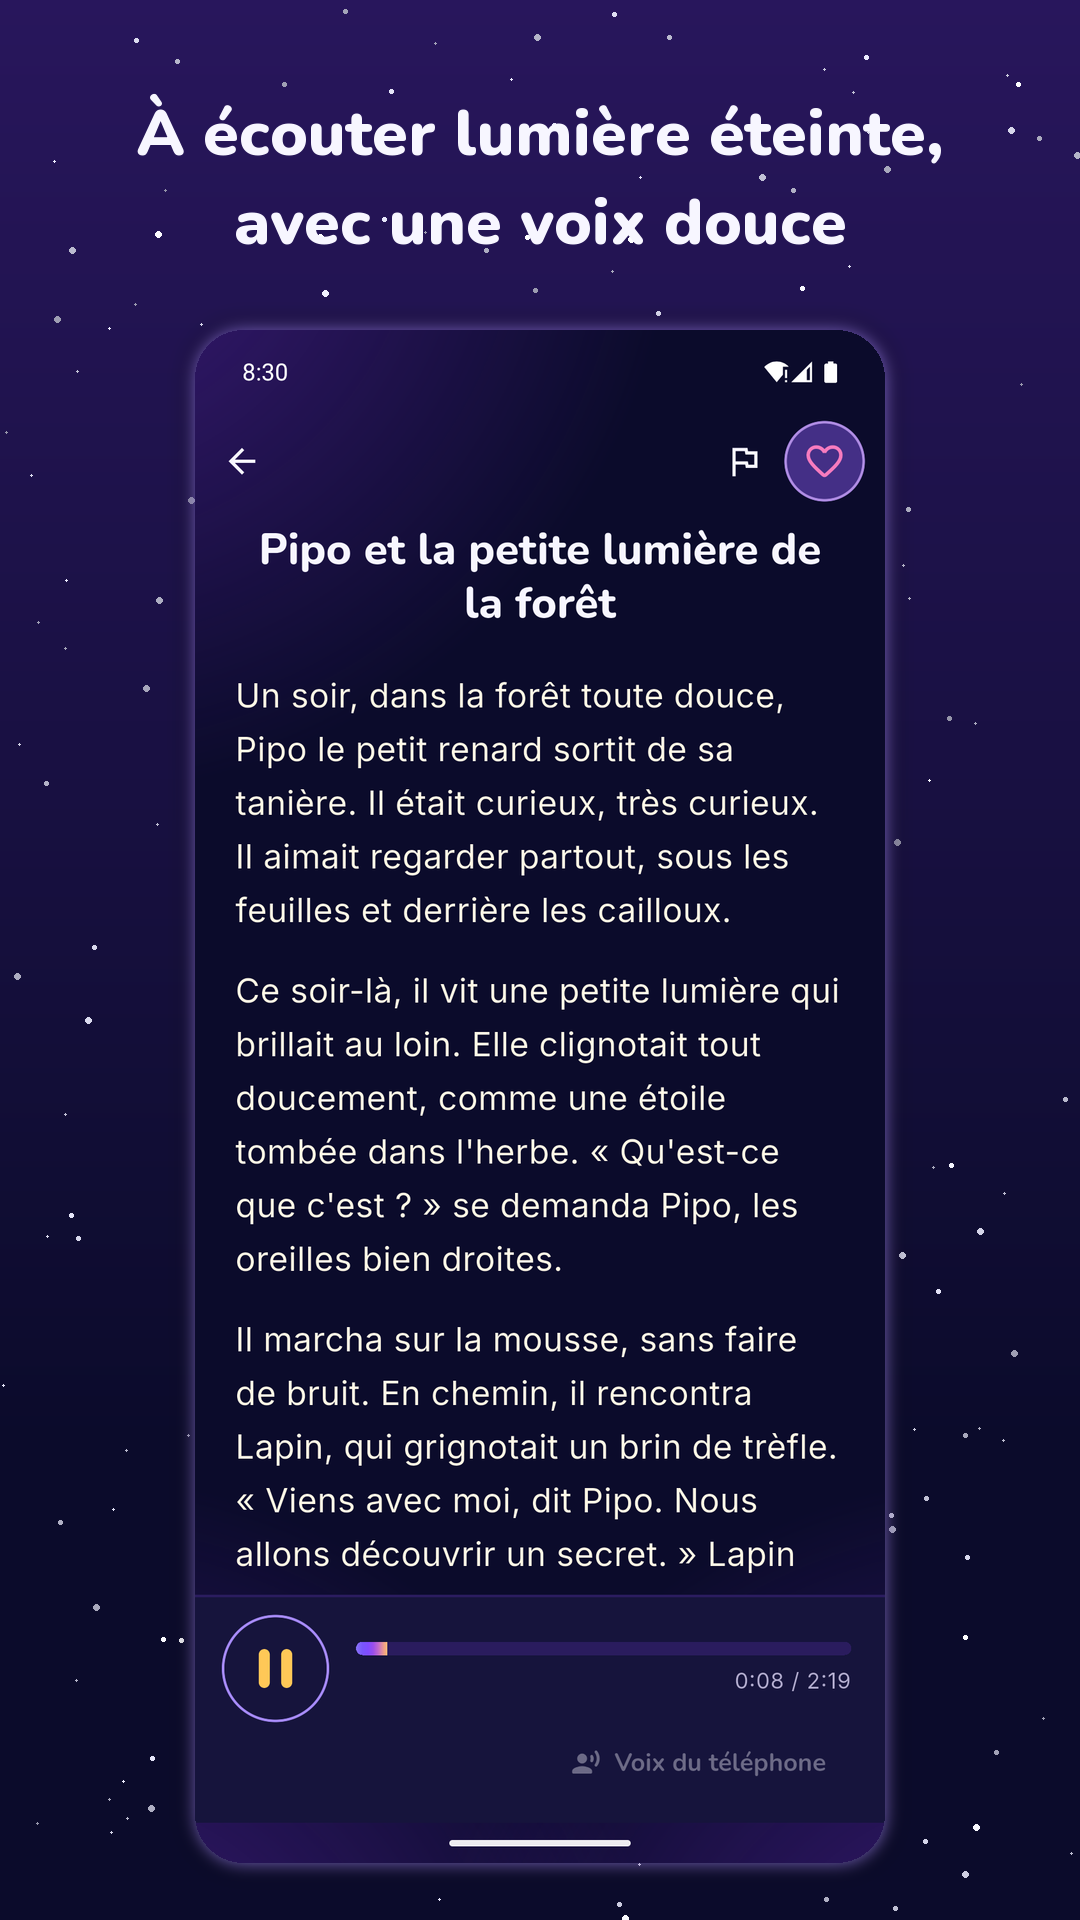 À écouter lumière éteinte,
avec une voix douce
8:30
Pipo et la petite lumière de
la forêt
Un soir, dans la forêt toute douce,
Pipo le petit renard sortit de sa
tanière. Il était curieux, très curieux.
Il aimait regarder partout, sous les
feuilles et derrière les cailloux.
Ce soir-là, il vit une petite lumière qui
brillait au loin. Elle clignotait tout
doucement, comme une étoile
tombée dans l'herbe. « Qu'est-ce
que c'est ? » se demanda Pipo, les
oreilles bien droites.
Il marcha sur la mousse, sans faire
de bruit. En chemin, il rencontra
Lapin, qui grignotait un brin de trèfle.
« Viens avec moi, dit Pipo. Nous
allons découvrir un secret. » Lapin
0:08 / 2:19
Voix du téléphone